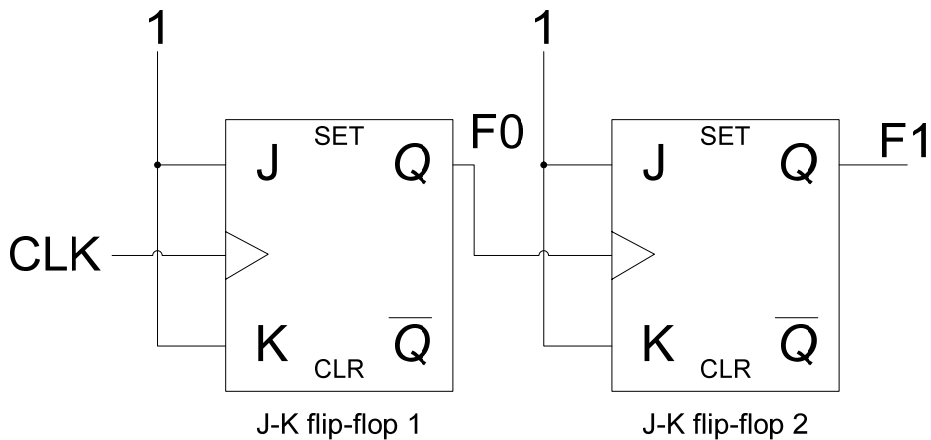 1 1
SET F0 SET F1
J Q J Q
CLK
K Q̅ K Q̅
CLR CLR
J-K flip-flop 1 J-K flip-flop 2